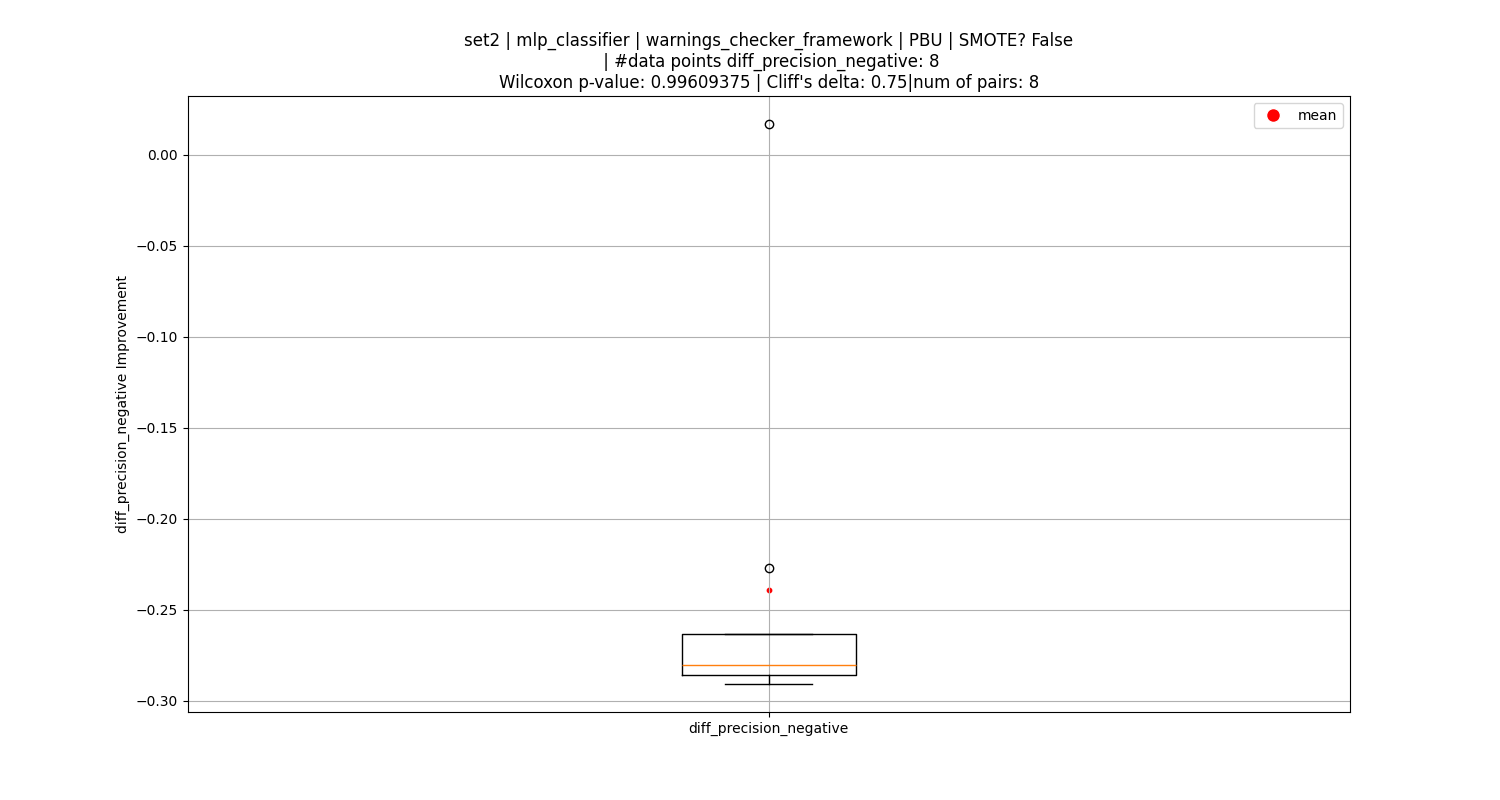 set2 | mlp_classifier | warnings_checker_framework | PBU | SMOTE? False
| #data points diff_precision_negative: 8
Wilcoxon p-value: 0.99609375 | Cliff's delta: 0.75|num of pairs: 8
mean
0.00
−0.05
−0.10
−0.15
−0.20
−0.25
−0.30
diff_precision_negative Improvement
diff_precision_negative